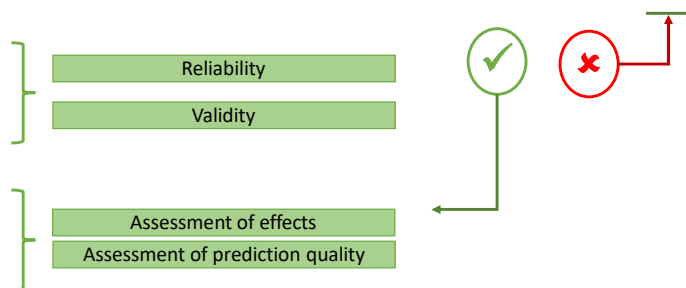 Reliability
Validity
Assessment of effects
Assessment of prediction quality